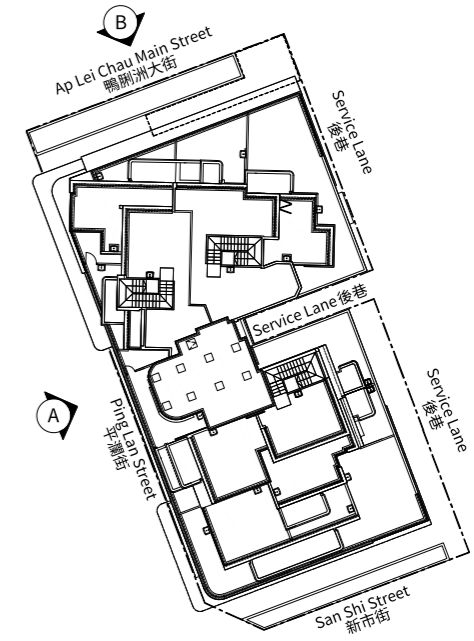 B
Ap Lei Chau Main Street
鴨脷洲大街
Service Lane
後巷
Service Lane 後巷
Service Lane
後巷
A
Ping Lan Street
平瀾街
San Shi Street
新市街